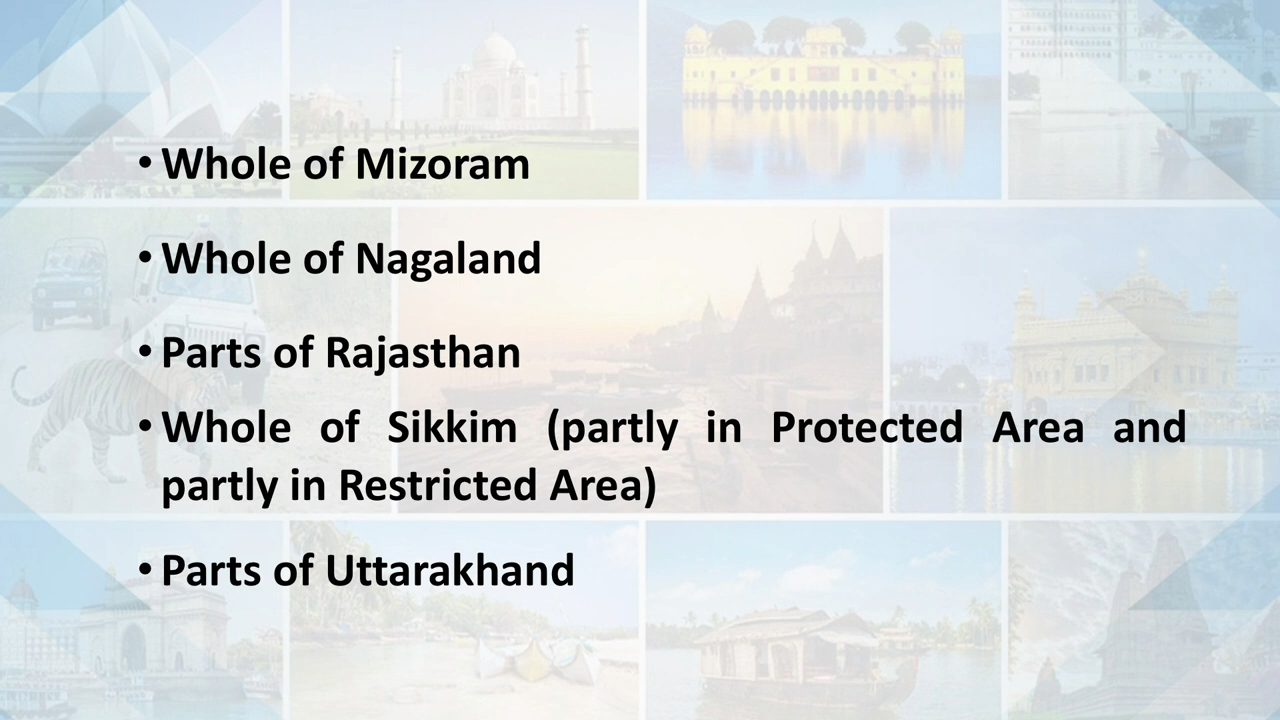 • Whole of Mizoram
• Whole of Nagaland
• Parts of Rajasthan
• Whole of Sikkim (partly in Protected Area and
partly in Restricted Area)
• Parts of Uttarakhand